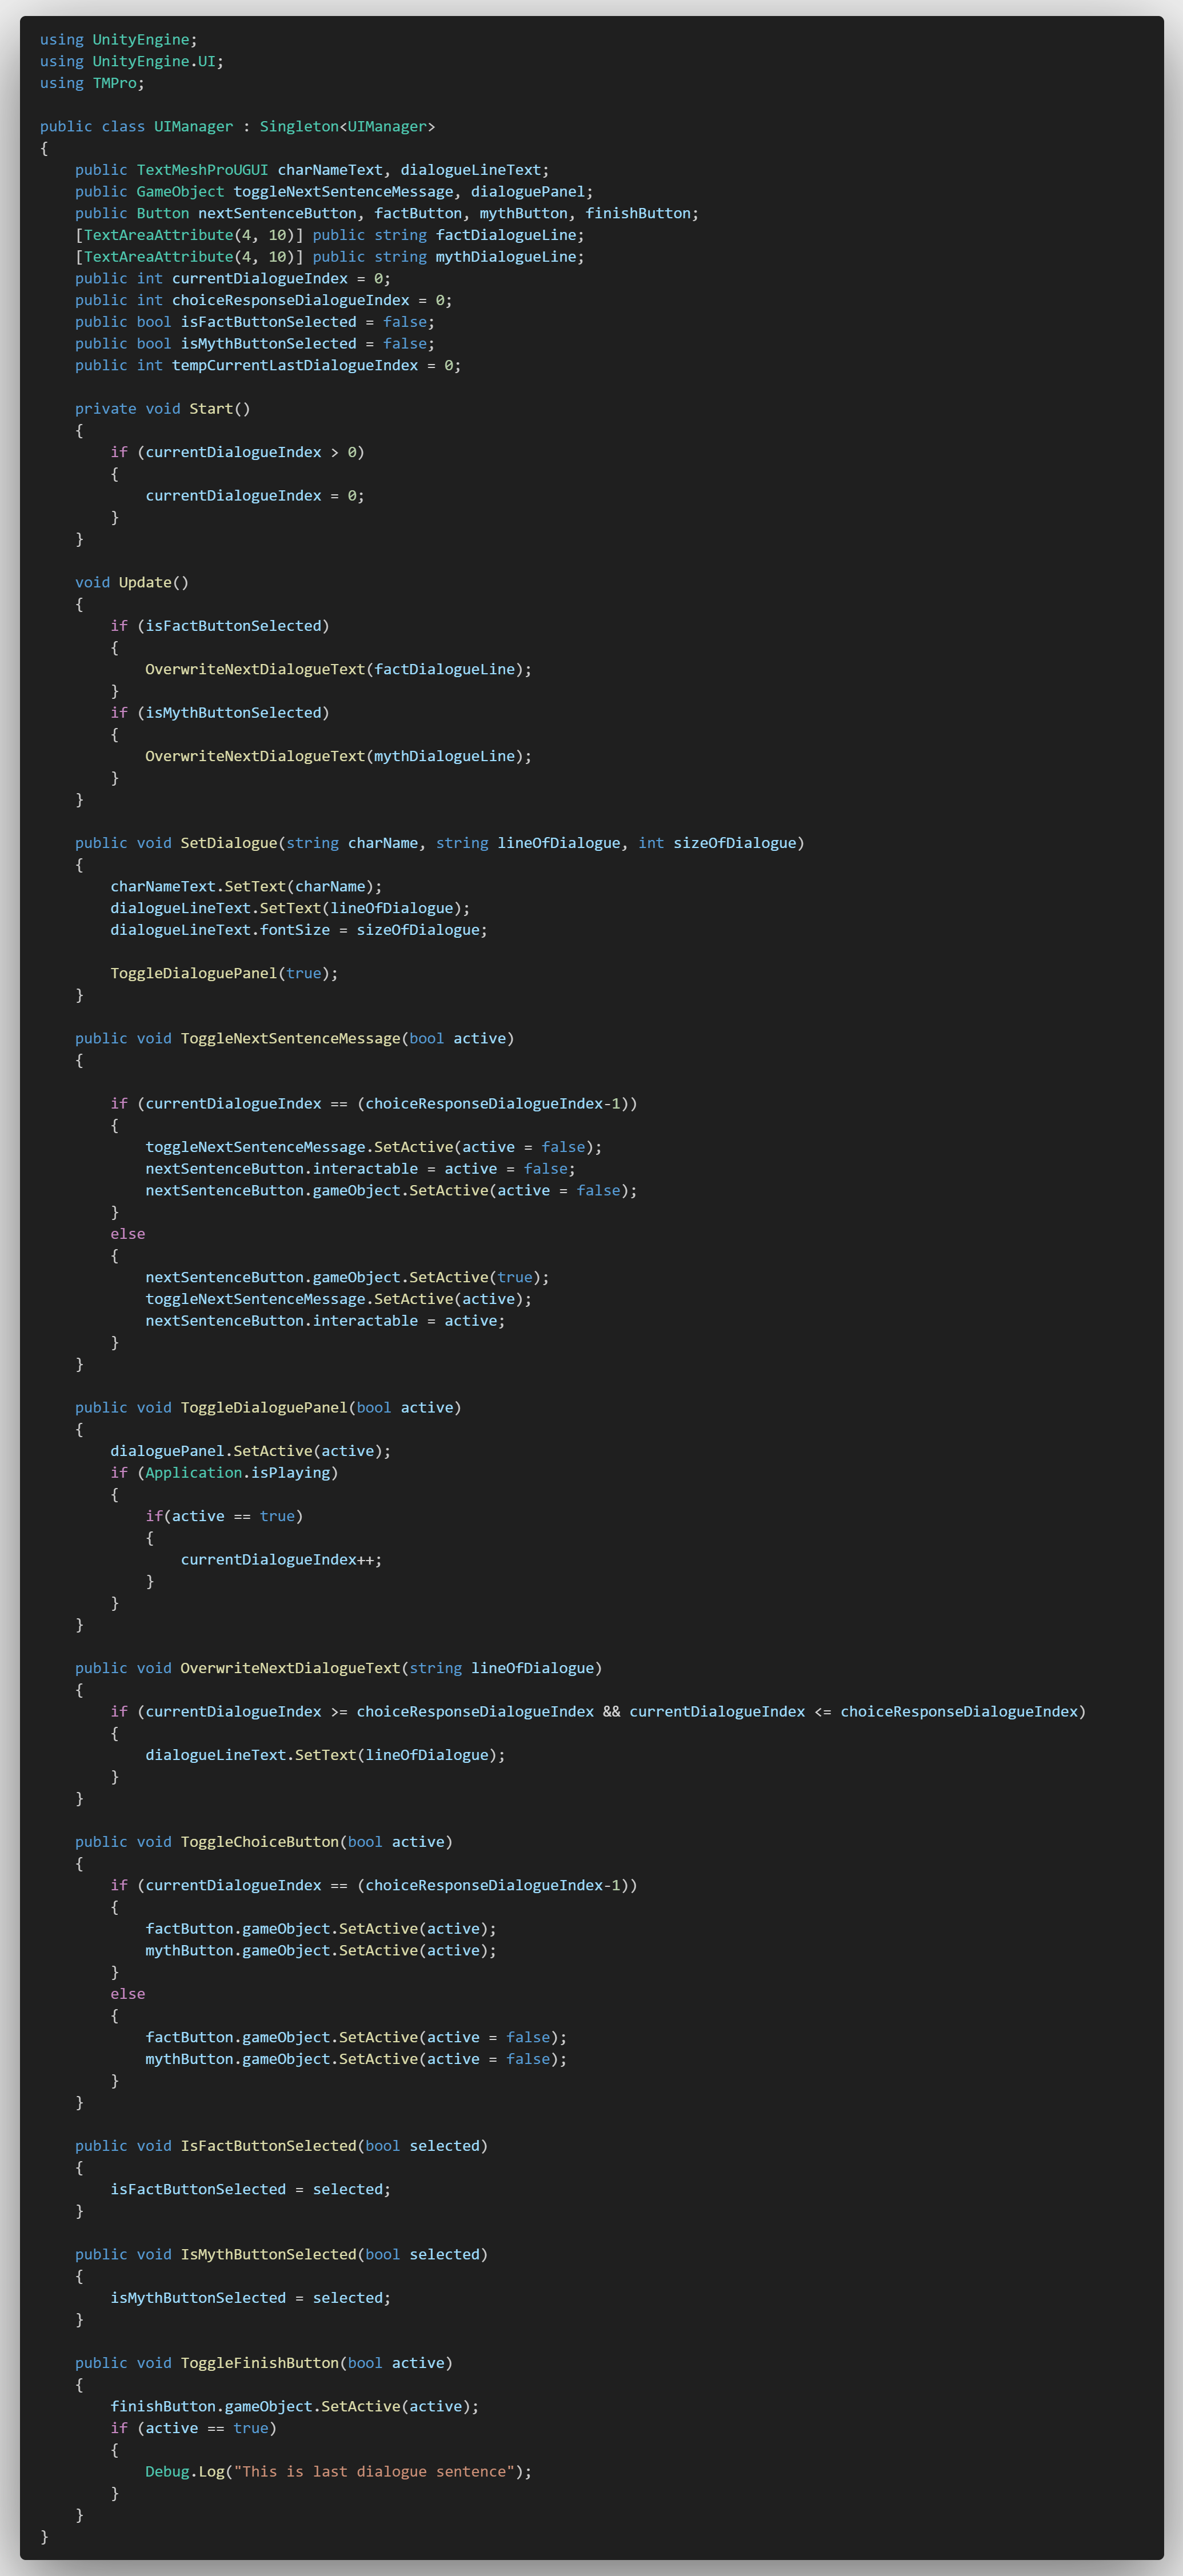 using UnityEngine;
using UnityEngine.UI;
using TMPro;

public class UIManager : Singleton<UIManager>
{
    public TextMeshProUGUI charNameText, dialogueLineText;
    public GameObject toggleNextSentenceMessage, dialoguePanel;
    public Button nextSentenceButton, factButton, mythButton, finishButton;
    [TextAreaAttribute(4, 10)] public string factDialogueLine;
    [TextAreaAttribute(4, 10)] public string mythDialogueLine;
    public int currentDialogueIndex = 0;
    public int choiceResponseDialogueIndex = 0;
    public bool isFactButtonSelected = false;
    public bool isMythButtonSelected = false;
    public int tempCurrentLastDialogueIndex = 0;

    private void Start()
    {
        if (currentDialogueIndex > 0)
        {
            currentDialogueIndex = 0;
        }
    }

    void Update()
    {
        if (isFactButtonSelected)
        {
            OverwriteNextDialogueText(factDialogueLine);
        }
        if (isMythButtonSelected)
        {
            OverwriteNextDialogueText(mythDialogueLine);
        }
    }

    public void SetDialogue(string charName, string lineOfDialogue, int sizeOfDialogue)
    {
        charNameText.SetText(charName);
        dialogueLineText.SetText(lineOfDialogue);
        dialogueLineText.fontSize = sizeOfDialogue;

        ToggleDialoguePanel(true);
    }

    public void ToggleNextSentenceMessage(bool active)
    {

        if (currentDialogueIndex == (choiceResponseDialogueIndex-1))
        {
            toggleNextSentenceMessage.SetActive(active = false);
            nextSentenceButton.interactable = active = false;
            nextSentenceButton.gameObject.SetActive(active = false);
        }
        else
        {
            nextSentenceButton.gameObject.SetActive(true);
            toggleNextSentenceMessage.SetActive(active);
            nextSentenceButton.interactable = active;
        }
    }

    public void ToggleDialoguePanel(bool active)
    {
        dialoguePanel.SetActive(active);
        if (Application.isPlaying)
        {
            if(active == true)
            {
                currentDialogueIndex++;
            }
        }
    }

    public void OverwriteNextDialogueText(string lineOfDialogue)
    {
        if (currentDialogueIndex >= choiceResponseDialogueIndex && currentDialogueIndex <= choiceResponseDialogueIndex)
        {
            dialogueLineText.SetText(lineOfDialogue);
        }
    }

    public void ToggleChoiceButton(bool active)
    {
        if (currentDialogueIndex == (choiceResponseDialogueIndex-1))
        {
            factButton.gameObject.SetActive(active);
            mythButton.gameObject.SetActive(active);
        }
        else
        {
            factButton.gameObject.SetActive(active = false);
            mythButton.gameObject.SetActive(active = false);
        }
    }

    public void IsFactButtonSelected(bool selected)
    {
        isFactButtonSelected = selected;
    }

    public void IsMythButtonSelected(bool selected)
    {
        isMythButtonSelected = selected;
    }

    public void ToggleFinishButton(bool active)
    {
        finishButton.gameObject.SetActive(active);
        if (active == true)
        {
            Debug.Log("This is last dialogue sentence");
        }
    }
}